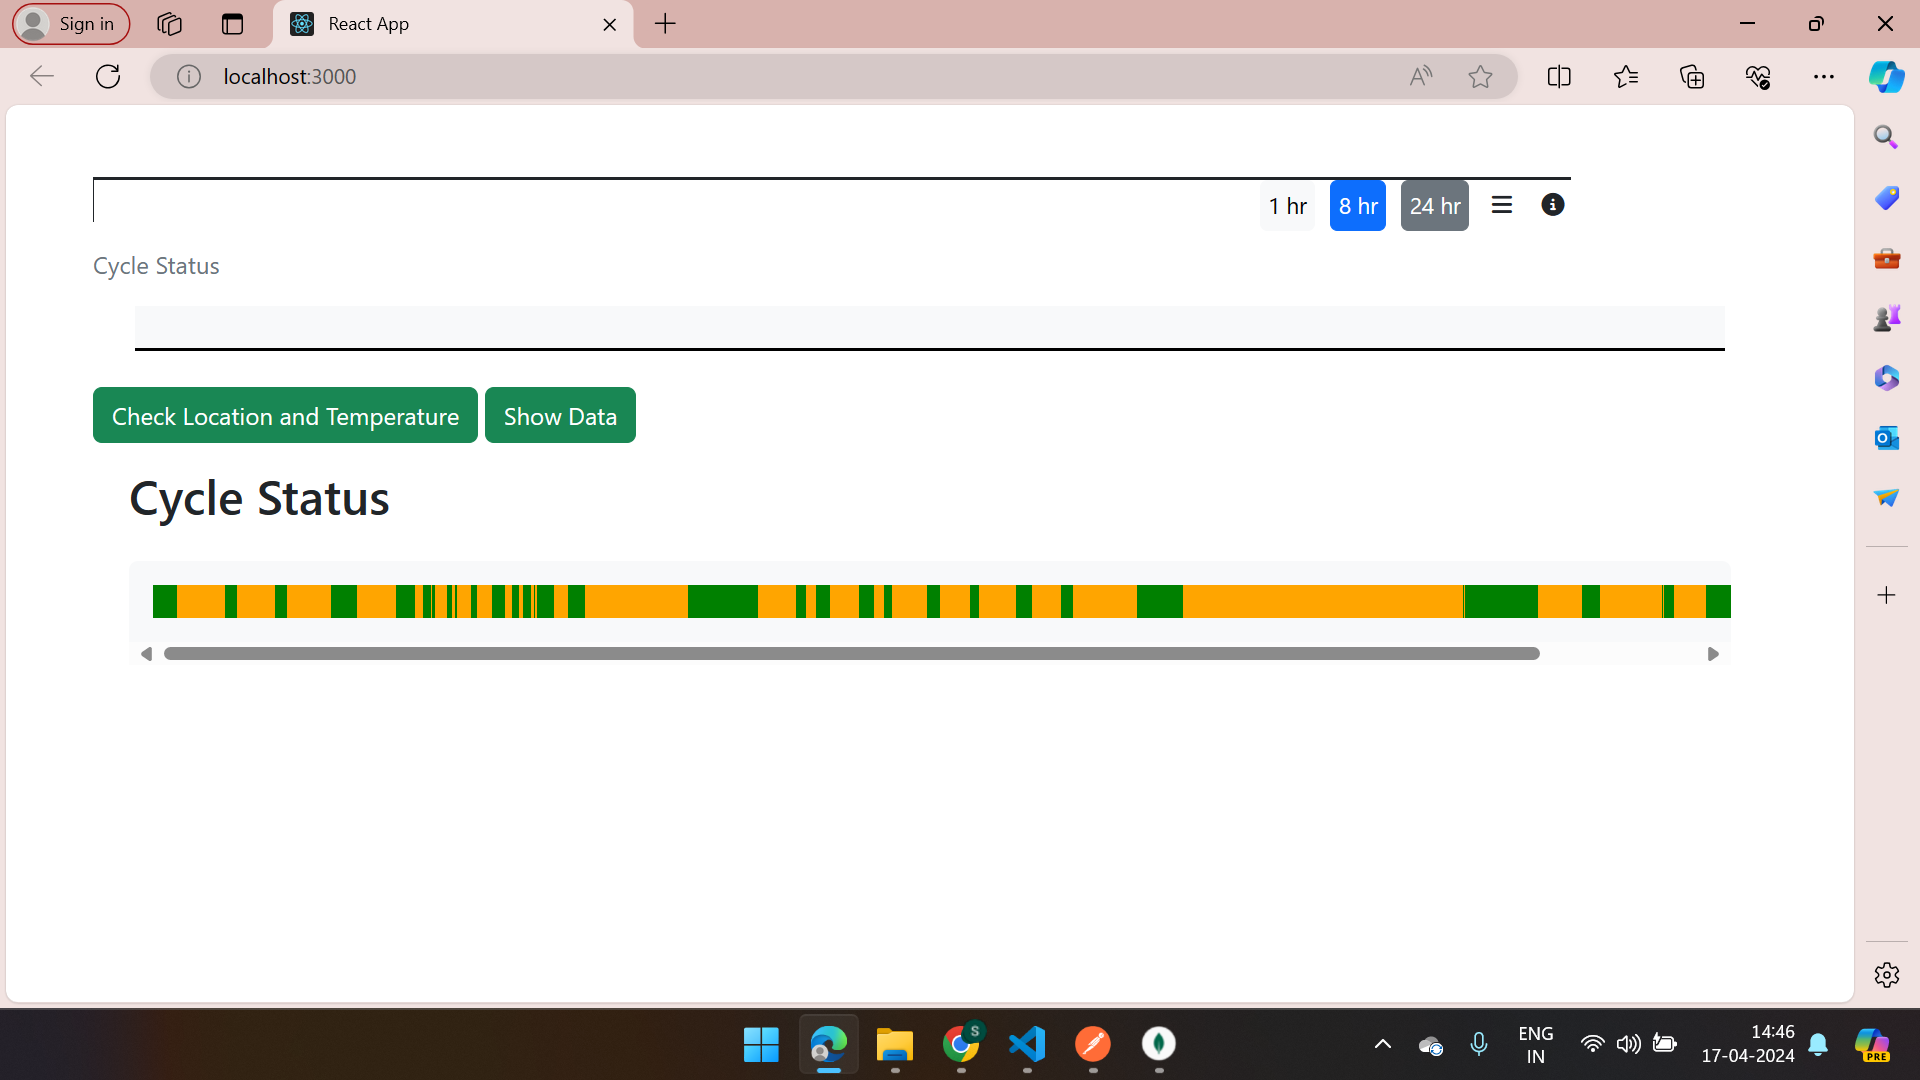 Sign in
React App
localhost:3000
1 hr
8 hr
24 hr
Cycle Status
Check Location and Temperature
Show Data
Cycle Status
S
ENG
IN
14:46
17-04-2024
PRE